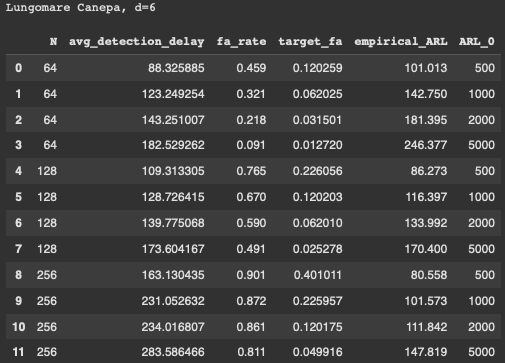 Lungomare Canepa, d=6
N avg_detection_delay fa_rate target_fa empirical_ARL ARL_0
0 64 88.325885 0.459 0.120259 101.013 500
1 64 123.249254 0.321 0.062025 142.750 1000
2 64 143.251007 0.218 0.031501 181.395 2000
3 64 182.529262 0.091 0.012720 246.377 5000
4 128 109.313305 0.765 0.226056 86.273 500
5 128 128.726415 0.670 0.120203 116.397 1000
6 128 139.775068 0.590 0.062010 133.992 2000
7 128 173.604167 0.491 0.025278 170.400 5000
8 256 163.130435 0.901 0.401011 80.558 500
9 256 231.052632 0.872 0.225957 101.573 1000
10 256 234.016807 0.861 0.120175 111.842 2000
11 256 283.586466 0.811 0.049916 147.819 5000